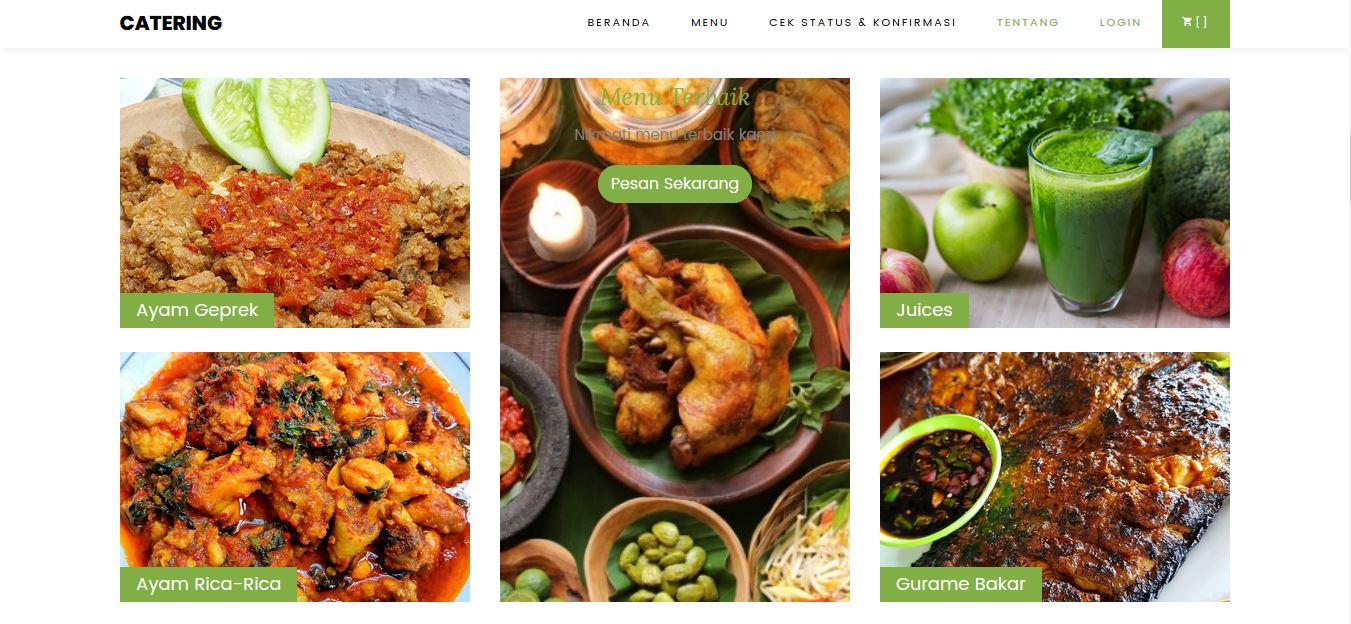 CATERING
BERANDA MENU CEK STATUS & KONFIRMASI TENTANG LOGIN [ ]
Menu Terbaik
Nikmati menu terbaik kami
Pesan Sekarang
Ayam Geprek
Juices
Ayam Rica-Rica
Gurame Bakar